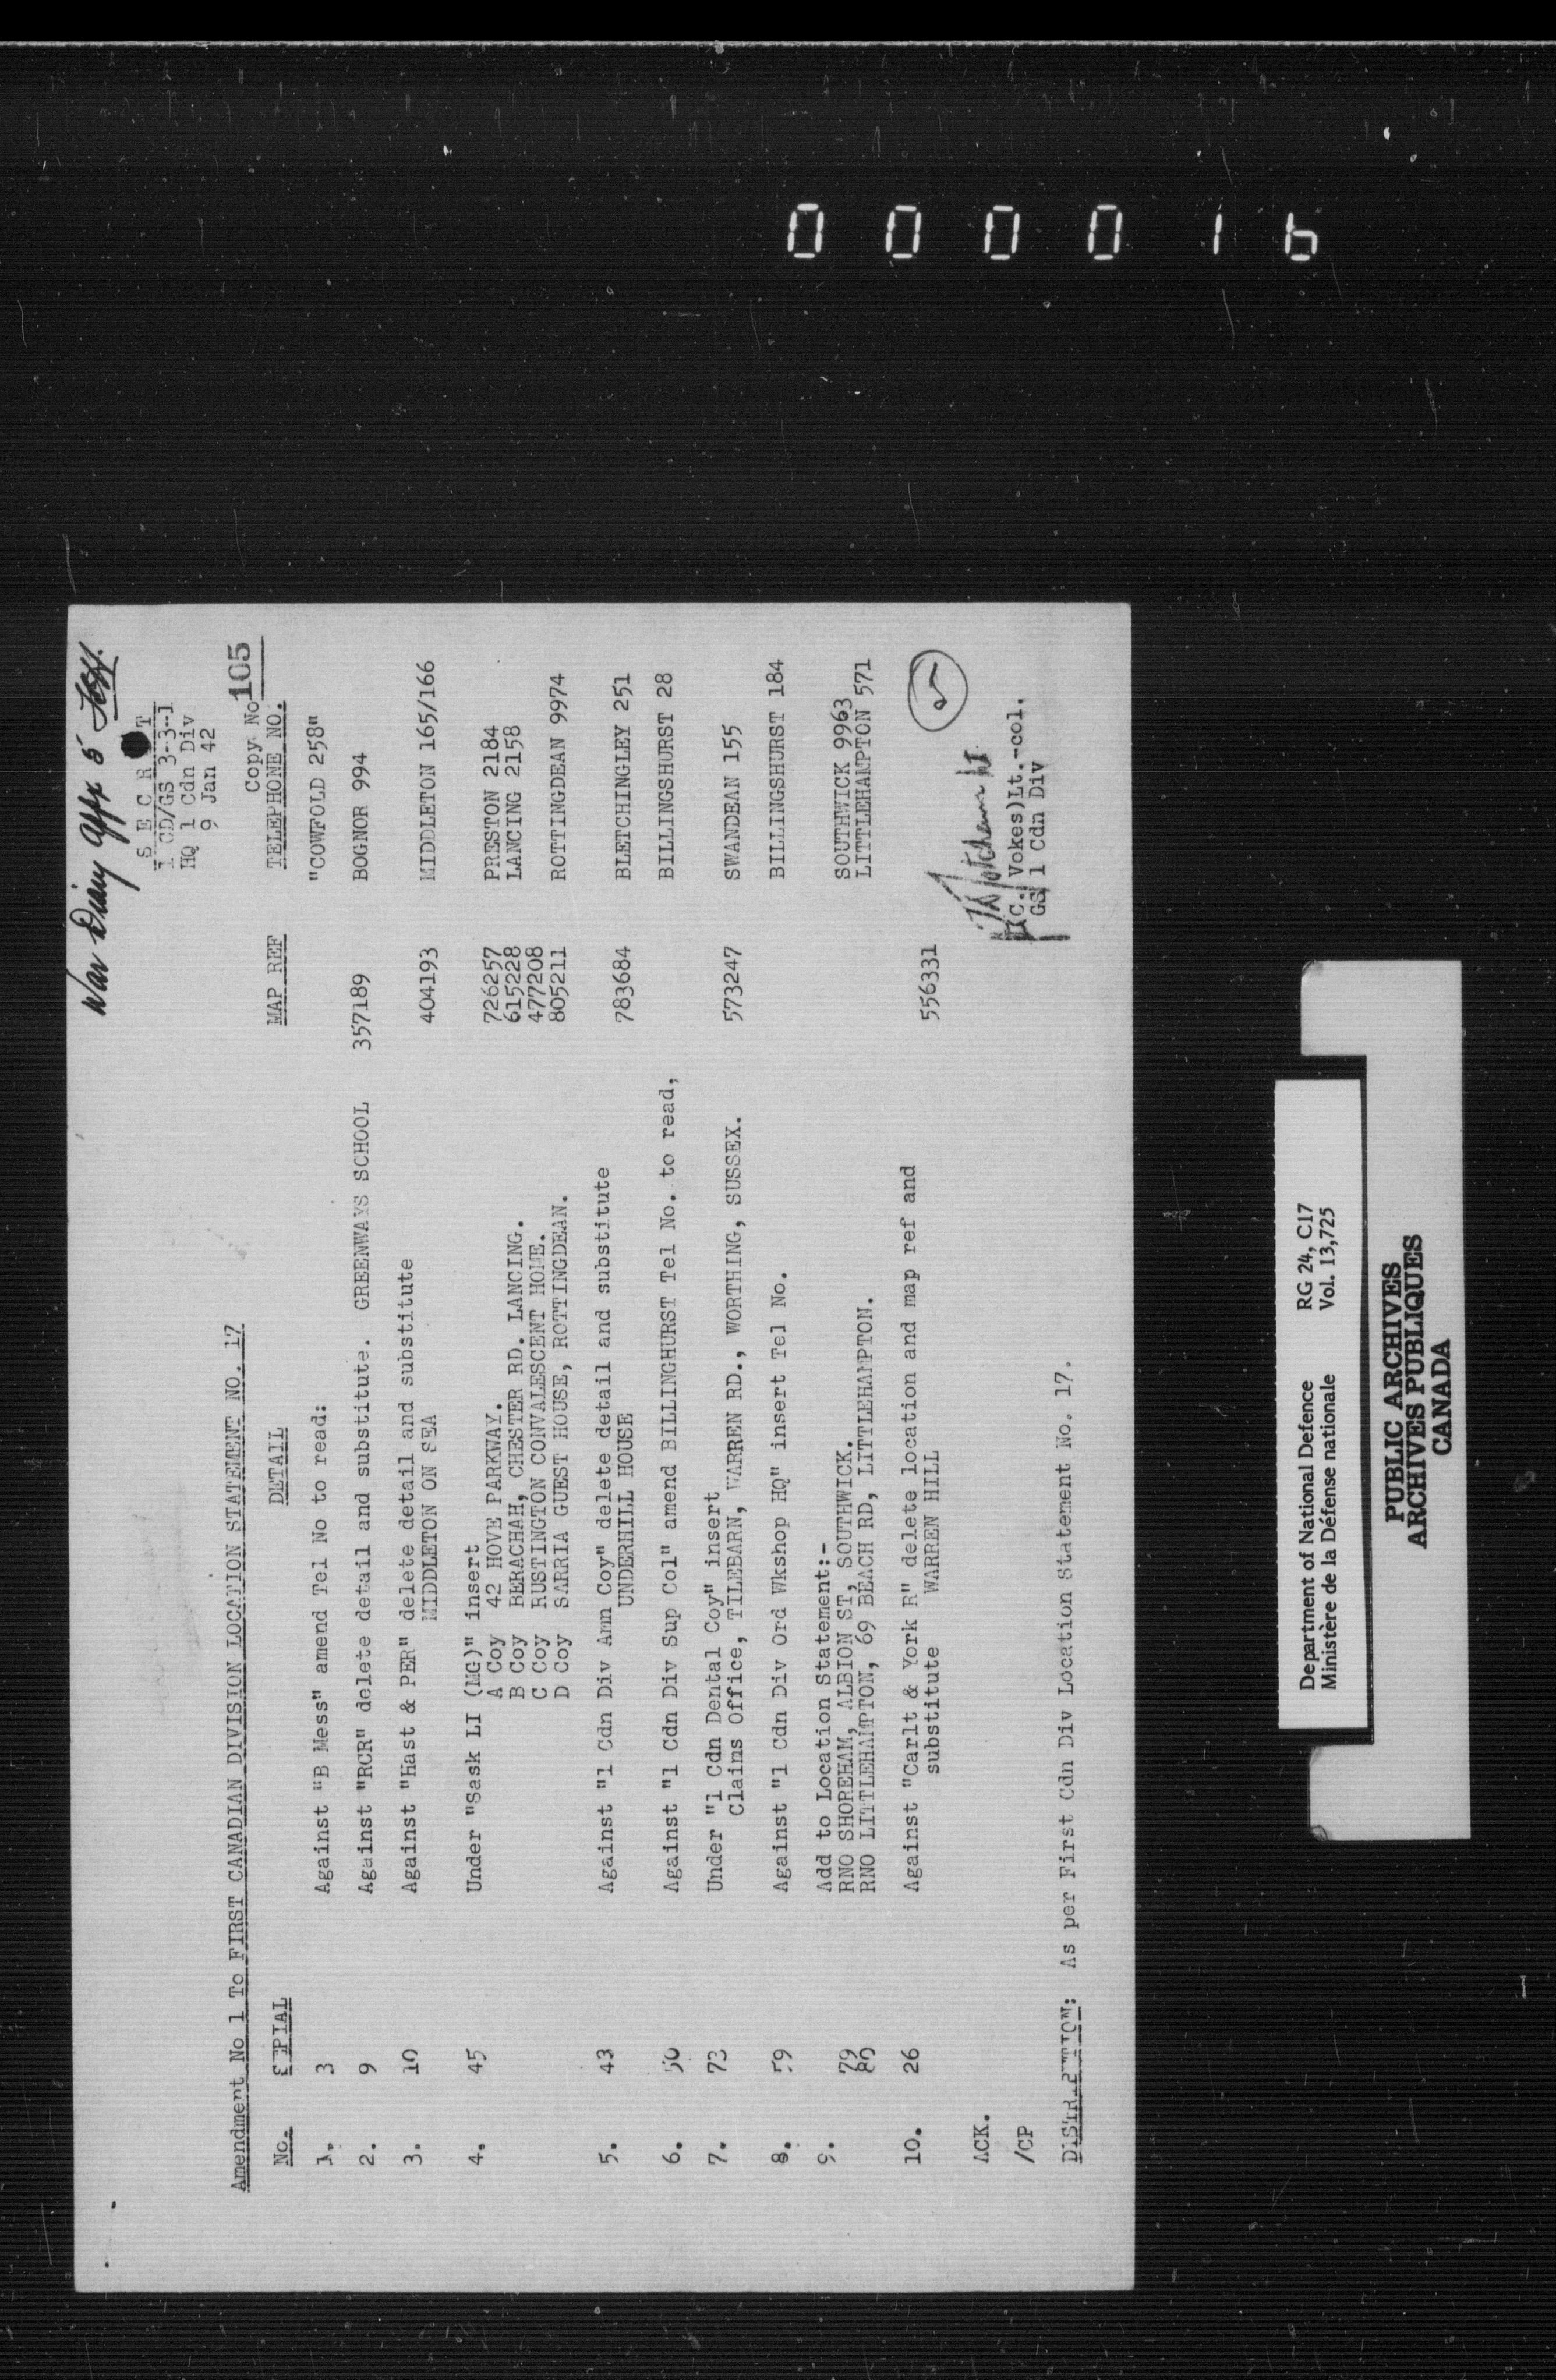 War Diary Appx 5
S E C R E T
1 CD/GS 3-3-1
HQ 1 Cdn Div
9 Jan 42
Copy No 105
Amendment No 1 To FIRST CANADIAN DIVISION LOCATION STATEMENT NO. 17
No. SERIAL DETAIL MAP REF TELEPHONE NO.
1. 3 Against "B Mess" amend Tel No to read: "COWFOLD 258"
2. 9 Against "RCR" delete detail and substitute. GREENWAYS SCHOOL 357189 BOGNOR 994
3. 10 Against "Hast & PER" delete detail and substitute
MIDDLETON ON SEA 404193 MIDDLETON 165/166
4. 45 Under "Sask LI (MG)" insert
A Coy 42 HOVE PARKWAY. 726257 PRESTON 2184
B Coy BERACHAH, CHESTER RD. LANCING. 615228 LANCING 2158
C Coy RUSTINGTON CONVALESCENT HOME. 477208
D Coy SARRIA GUEST HOUSE, ROTTINGDEAN. 805211 ROTTINGDEAN 9974
5. 43 Against "1 Cdn Div Amn Coy" delete detail and substitute
UNDERHILL HOUSE 783684 BLETCHINGLEY 251
6. 50 Against "1 Cdn Div Sup Col" amend BILLINGHURST Tel No. to read, BILLINGSHURST 28
7. 73 Under "1 Cdn Dental Coy" insert
Claims Office, TILEBARN, WARREN RD., WORTHING, SUSSEX. 573247 SWANDEAN 155
8. 59 Against "1 Cdn Div Ord Wkshop HQ" insert Tel No. BILLINGSHURST 184
9. Add to Location Statement:-
79 RNO SHOREHAM, ALBION ST, SOUTHWICK. SOUTHWICK 9963
80 RNO LITTLEHAMPTON, 69 BEACH RD, LITTLEHAMPTON. LITTLEHAMPTON 571
10. 26 Against "Carlt & York R" delete location and map ref and
substitute WARREN HILL 556331
5
ACK.
(C. Vokes)Lt.-col.
/CP
GS 1 Cdn Div
DISTRIBUTION: As per First Cdn Div Location Statement No. 17.
Department of National Defence RG 24, C17
Ministère de la Défense nationale Vol. 13,725
PUBLIC ARCHIVES
ARCHIVES PUBLIQUES
CANADA
0 0 0 0 1 6